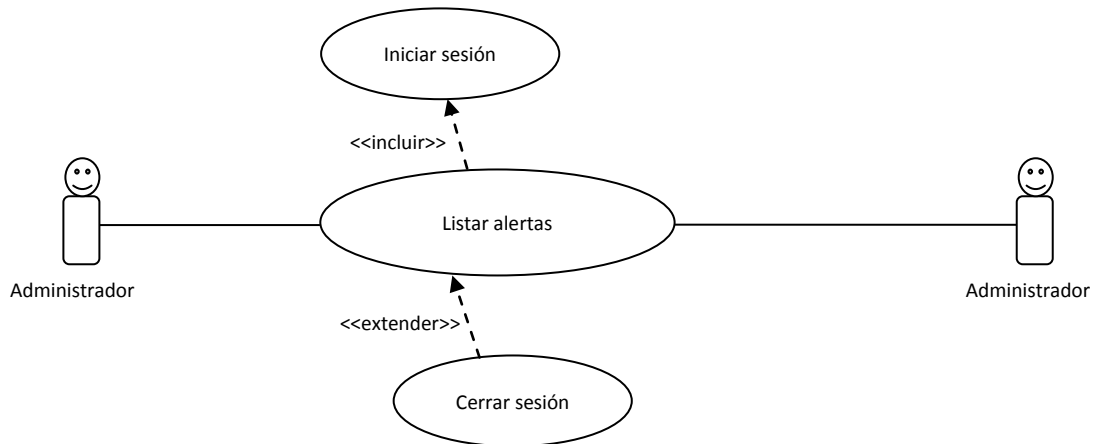 Iniciar sesión
<<incluir>>
Listar alertas
Administrador
Administrador
<<extender>>
Cerrar sesión